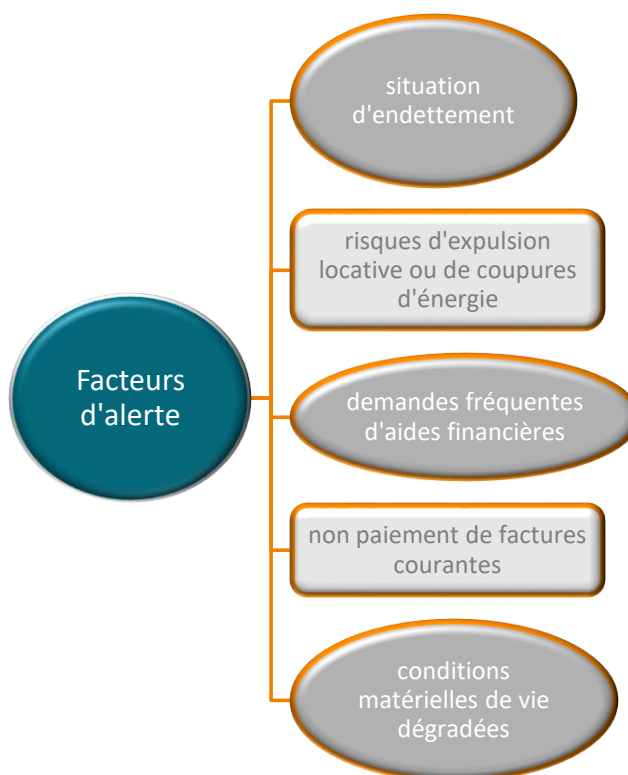 situation
d'endettement
risques d'expulsion
locative ou de coupures
d'énergie
Facteurs
d'alerte
demandes fréquentes
d'aides financières
non paiement de factures
courantes
conditions
matérielles de vie
dégradées